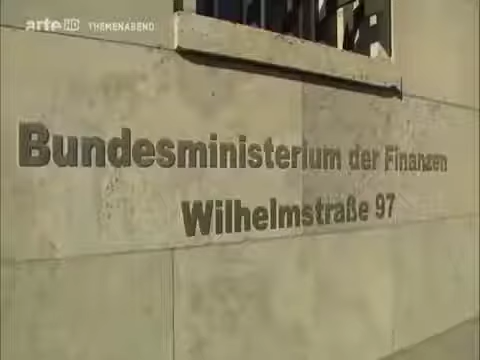 arte HD THEMENABEND
Bundesministerium der Finanzen
Wilhelmstraße 97